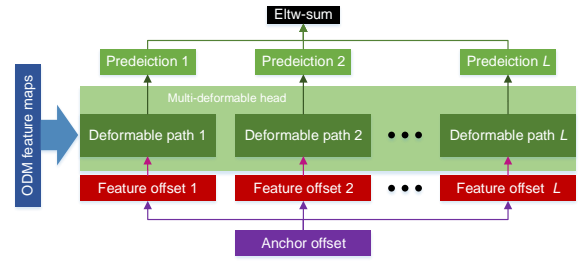 Eltw-sum
Predeiction 1
Predeiction 2
Predeiction L
Multi-deformable head
ODM feature maps
Deformable path 1
Deformable path 2
•••
Deformable path L
Feature offset 1
Feature offset 2
•••
Feature offset L
Anchor offset